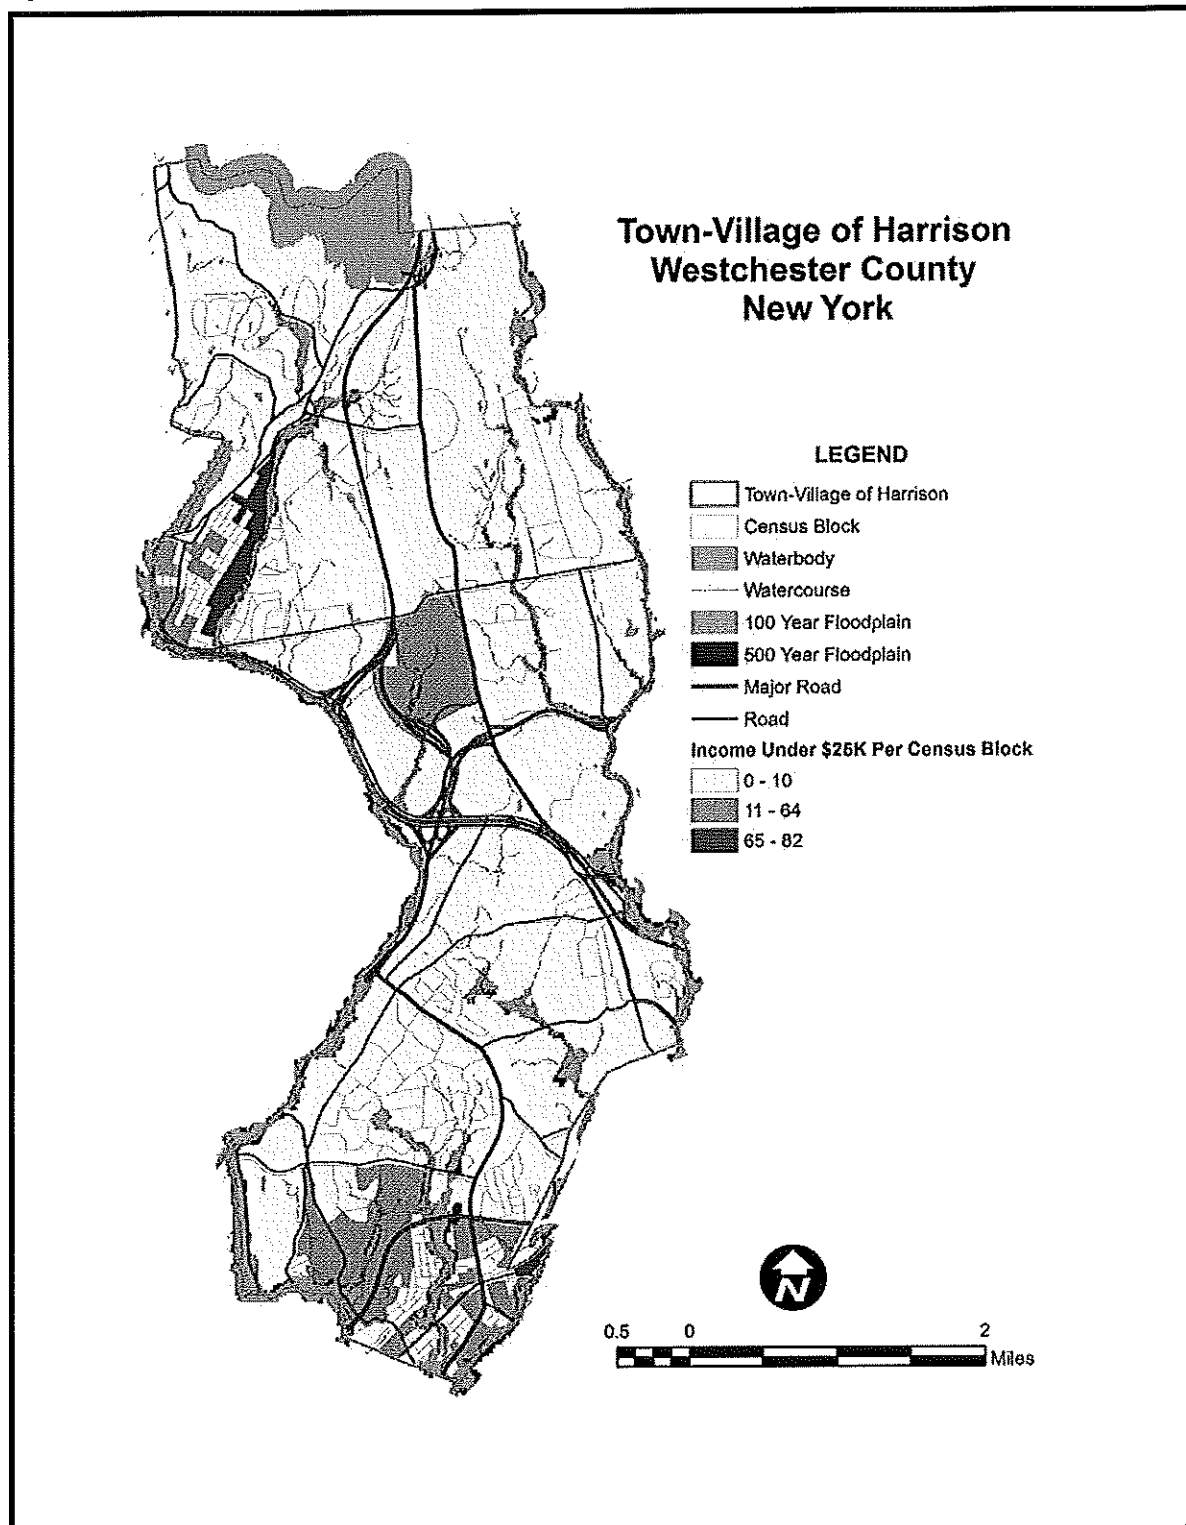 Town-Village of Harrison
Westchester County
New York
LEGEND
Town-Village of Harrison
Census Block
Waterbody
Watercourse
100 Year Floodplain
500 Year Floodplain
Major Road
Road
Income Under $25K Per Census Block
0 - 10
11 - 64
65 - 82
N
0.5 0 2
Miles